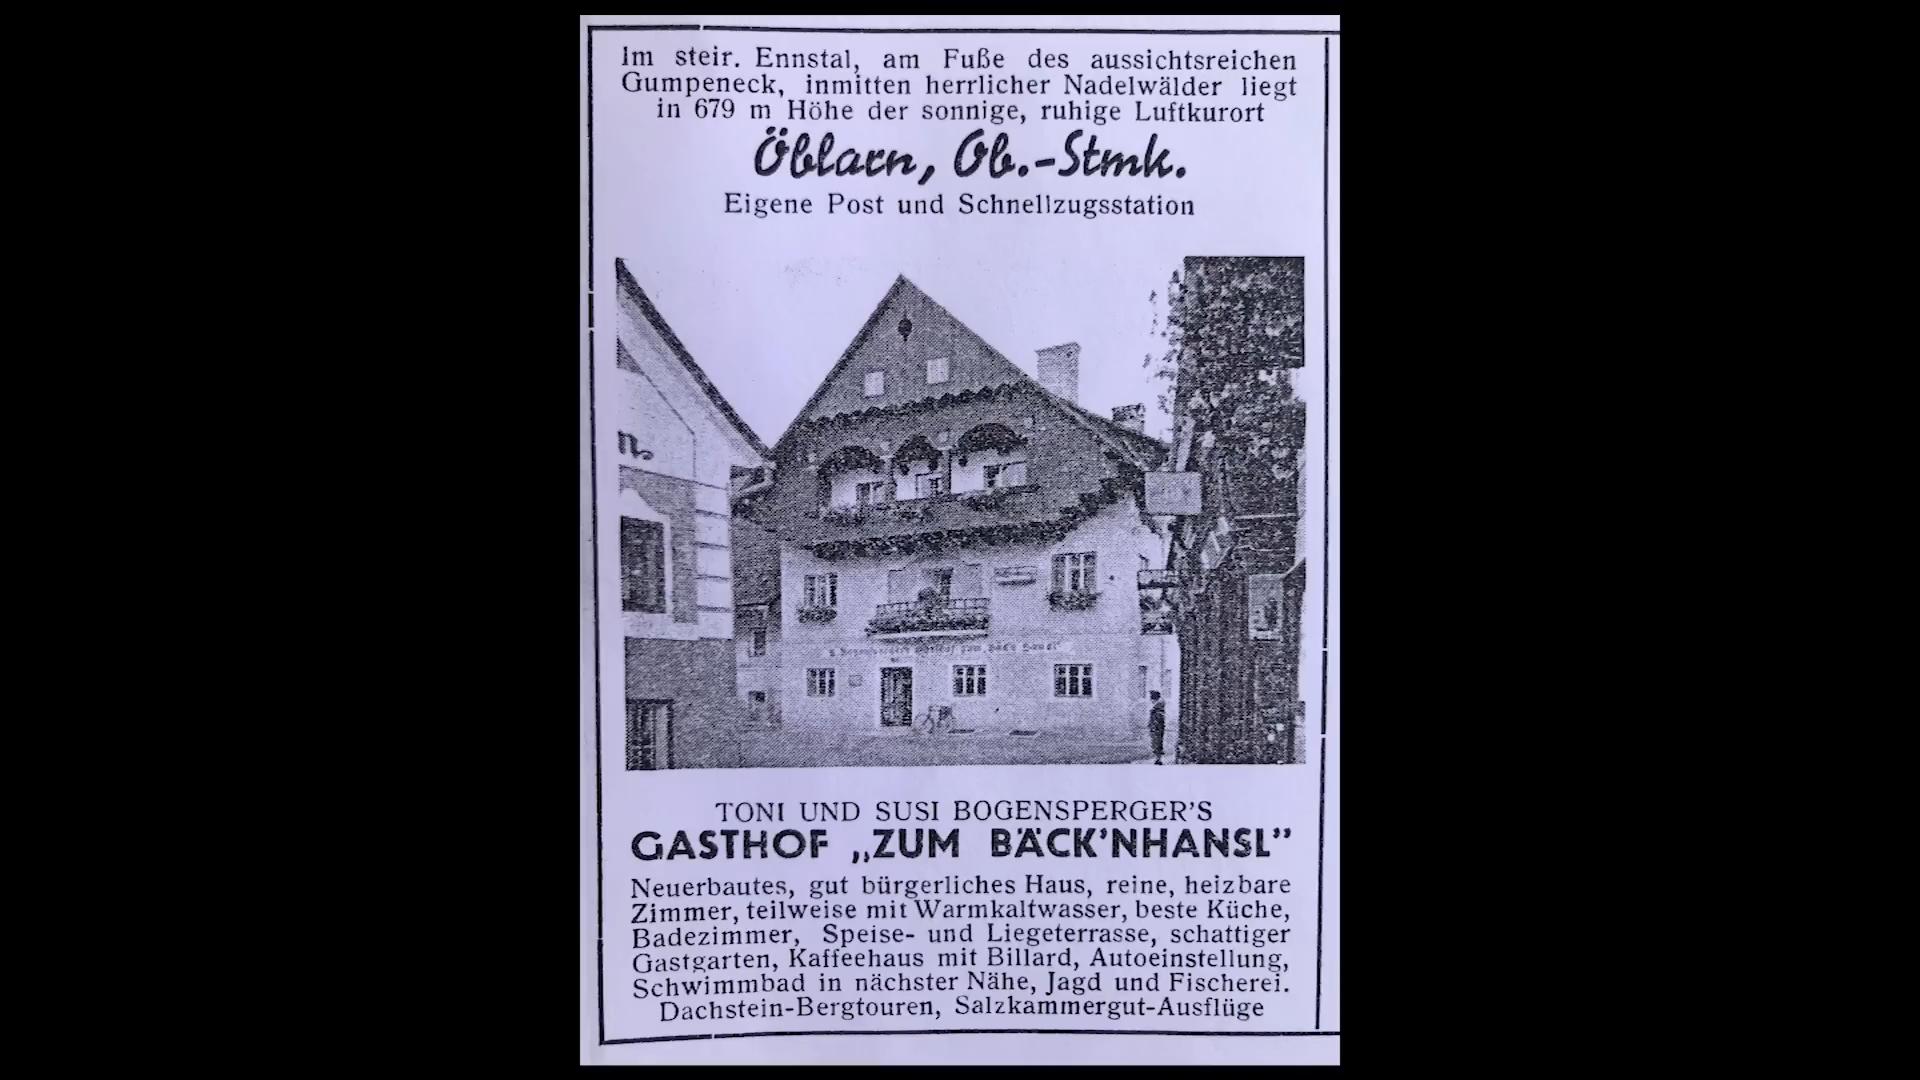 Im steir. Ennstal, am Fuße des aussichtsreichen
Gumpeneck, inmitten herrlicher Nadelwälder liegt
in 679 m Höhe der sonnige, ruhige Luftkurort
Öblarn, Ob.-Stmk.
Eigene Post und Schnellzugsstation
TONI UND SUSI BOGENSPERGER’S
GASTHOF „ZUM BÄCK’NHANSL”
Neuerbautes, gut bürgerliches Haus, reine, heizbare
Zimmer, teilweise mit Warmkaltwasser, beste Küche,
Badezimmer, Speise- und Liegeterrasse, schattiger
Gastgarten, Kaffeehaus mit Billard, Autoeinstellung,
Schwimmbad in nächster Nähe, Jagd und Fischerei.
Dachstein-Bergtouren, Salzkammergut-Ausflüge